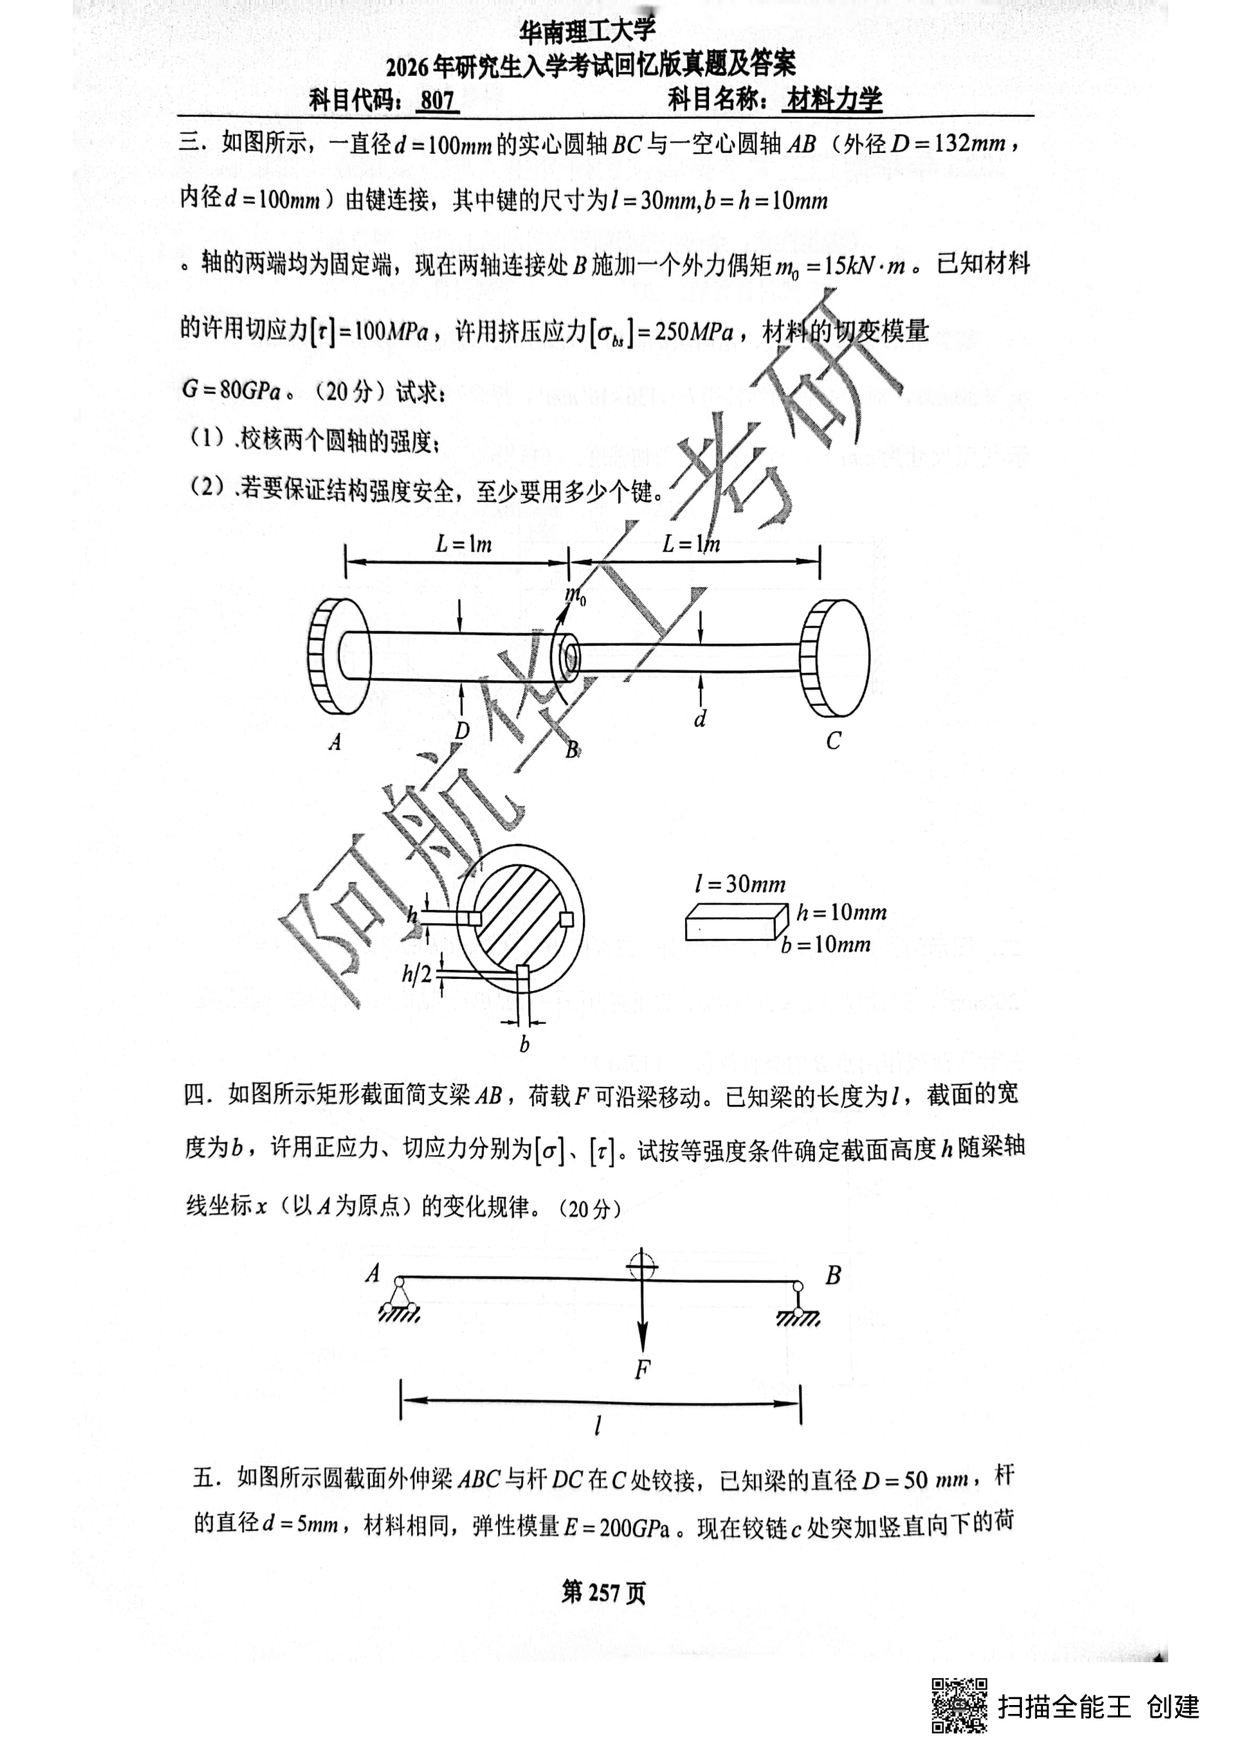 华南理工大学
2026年研究生入学考试回忆版真题及答案
科目代码：807 科目名称：材料力学
三．如图所示，一直径d=100mm的实心圆轴BC与一空心圆轴AB（外径D=132mm，
内径d=100mm）由键连接，其中键的尺寸为l=30mm,b=h=10mm
。轴的两端均为固定端，现在两轴连接处B施加一个外力偶矩m₀=15kN·m。已知材料
的许用切应力[τ]=100MPa，许用挤压应力[σbs]=250MPa，材料的切变模量
G=80GPa。（20分）试求：
（1）.校核两个圆轴的强度；
（2）.若要保证结构强度安全，至少要用多少个键。
L=1m L=1m
m₀
D d
A B C
l=30mm
h h=10mm
b=10mm
h/2
b
阿航华工考研
四．如图所示矩形截面简支梁AB，荷载F可沿梁移动。已知梁的长度为l，截面的宽
度为b，许用正应力、切应力分别为[σ]、[τ]。试按等强度条件确定截面高度h随梁轴
线坐标x（以A为原点）的变化规律。（20分）
A B
F
l
五．如图所示圆截面外伸梁ABC与杆DC在C处铰接，已知梁的直径D=50 mm，杆
的直径d=5mm，材料相同，弹性模量E=200GPa。现在铰链c处突加竖直向下的荷
第257页
扫描全能王 创建